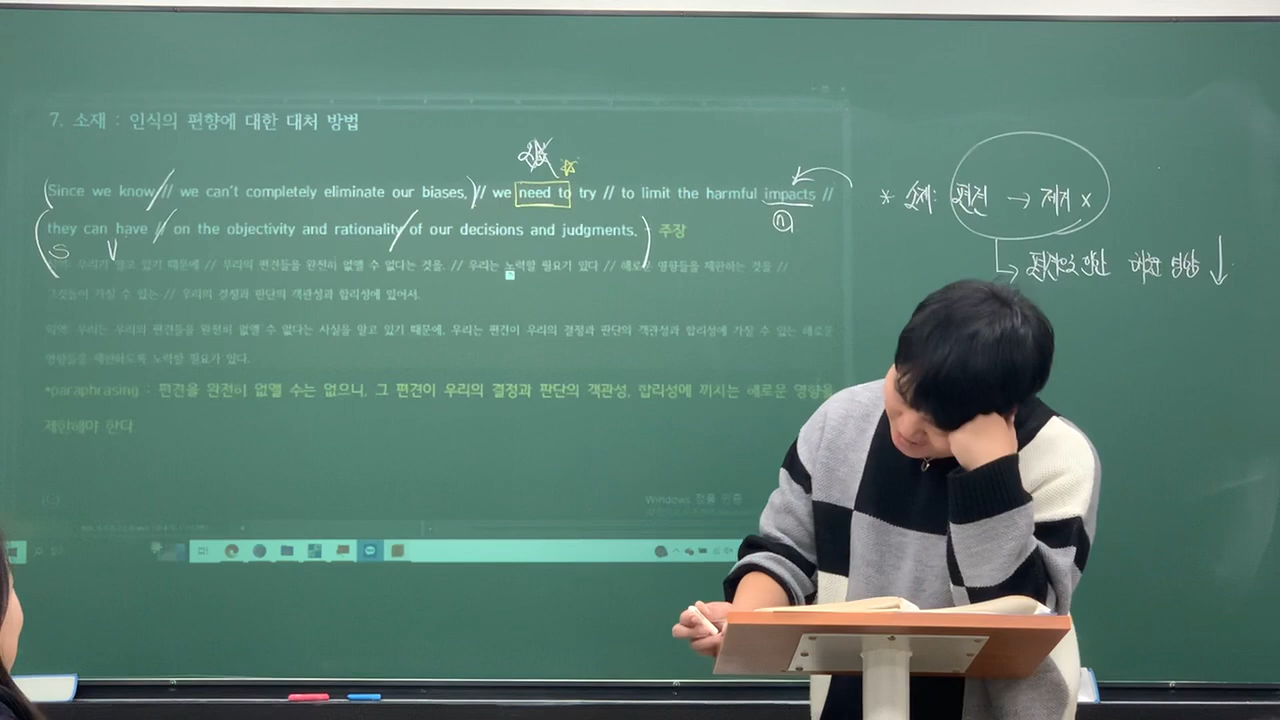 7. 소재 : 인식의 편향에 대한 대처 방법
Since we know // we can't completely eliminate our biases, // we need to try // to limit the harmful impacts //
they can have // on the objectivity and rationality of our decisions and judgments. 주장
S V
n
우리가 알고 있기 때문에 // 우리의 편견들을 완전히 없앨 수 없다는 것을, // 우리는 노력할 필요가 있다 // 해로운 영향들을 제한하는 것을 //
그것들이 가질 수 있는 // 우리의 결정과 판단의 객관성과 합리성에 있어서.
의역: 우리는 우리의 편견들을 완전히 없앨 수 없다는 사실을 알고 있기 때문에, 우리는 편견이 우리의 결정과 판단의 객관성과 합리성에 가질 수 있는 해로운
영향들을 제한하도록 노력할 필요가 있다.
*paraphrasing : 편견을 완전히 없앨 수는 없으니, 그 편견이 우리의 결정과 판단의 객관성, 합리성에 끼치는 해로운 영향을
제한해야 한다
Windows 정품 인증
* 소재: 편견 → 제거 x
영향 ↓